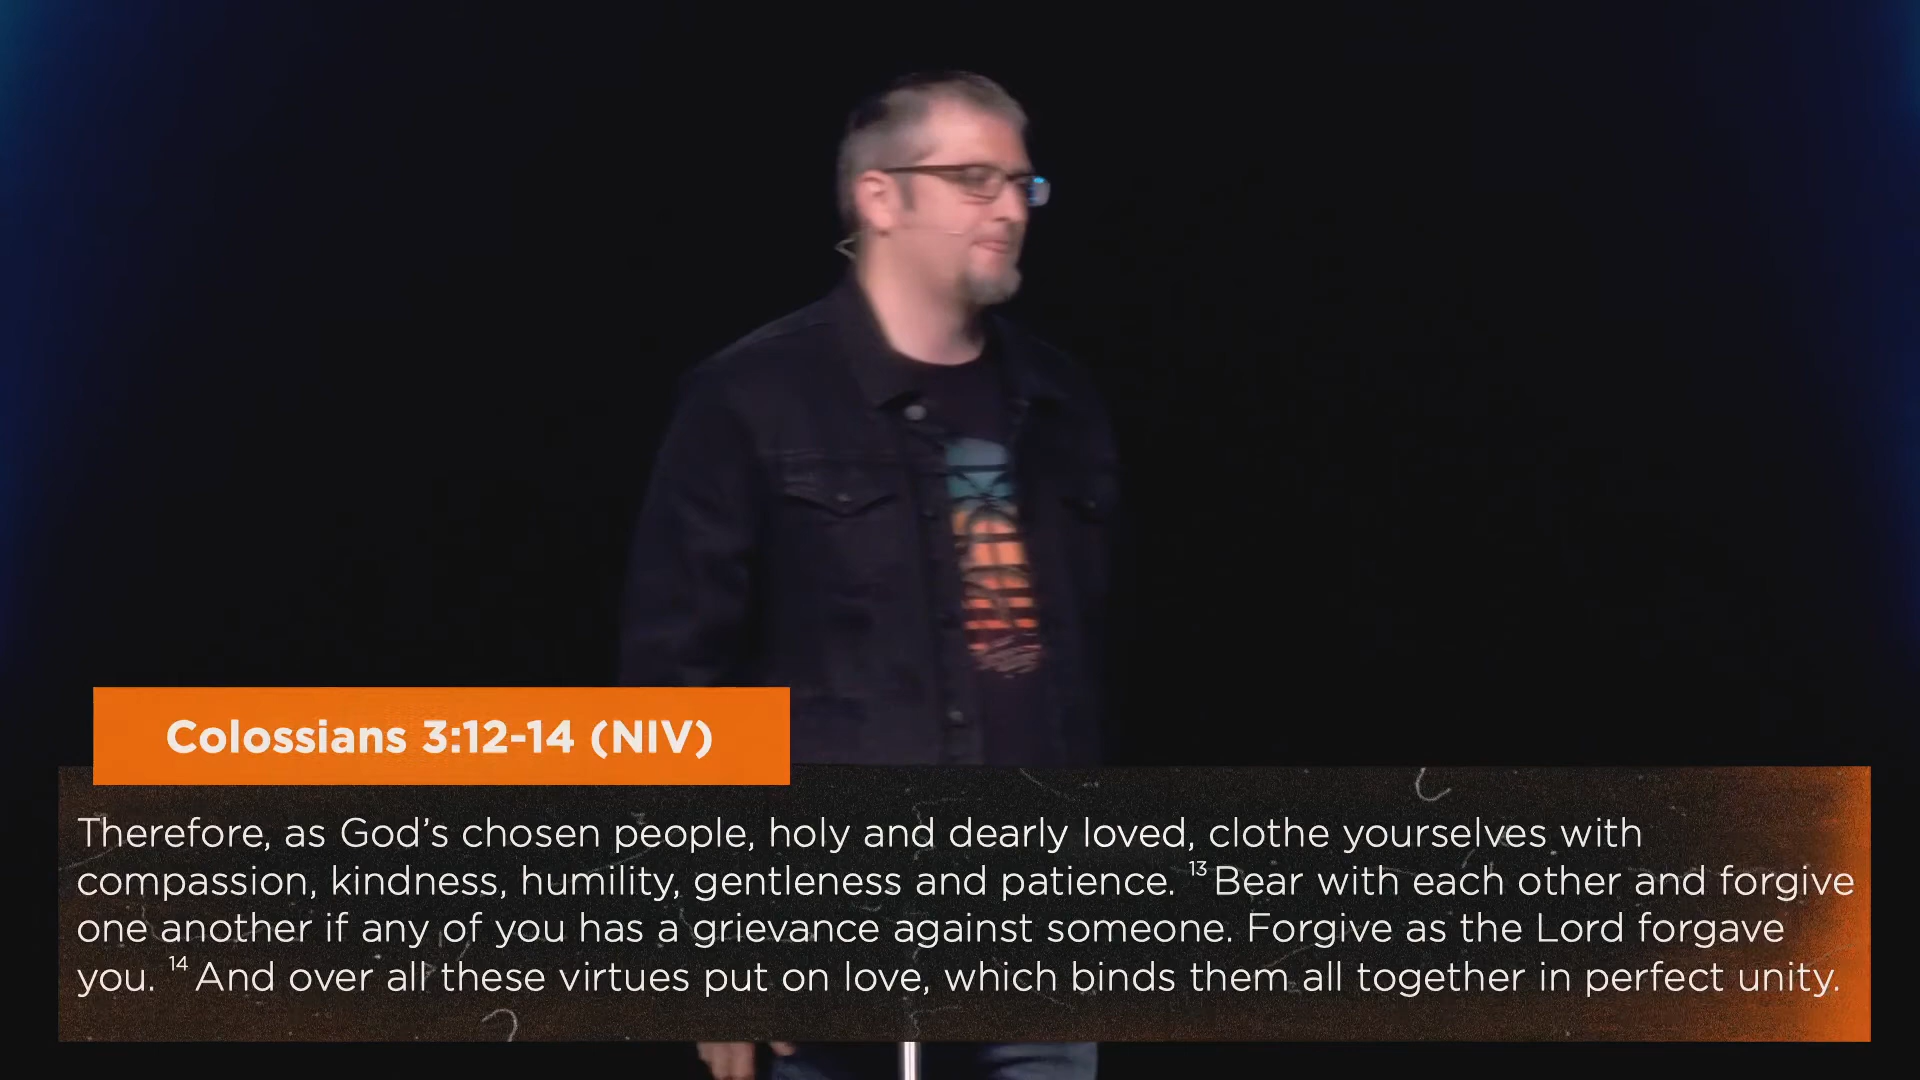 Colossians 3:12-14 (NIV)
Therefore, as God’s chosen people, holy and dearly loved, clothe yourselves with
compassion, kindness, humility, gentleness and patience. 13 Bear with each other and forgive
one another if any of you has a grievance against someone. Forgive as the Lord forgave
you. 14 And over all these virtues put on love, which binds them all together in perfect unity.